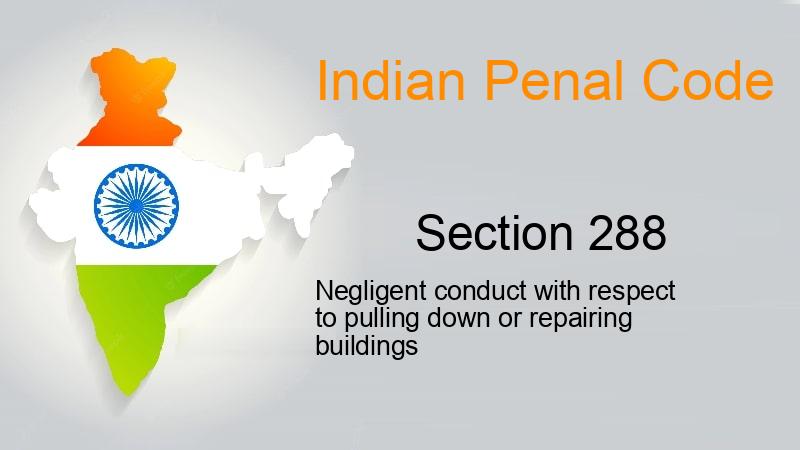 Indian Penal Code
Section 288
Negligent conduct with respect
to pulling down or repairing
buildings